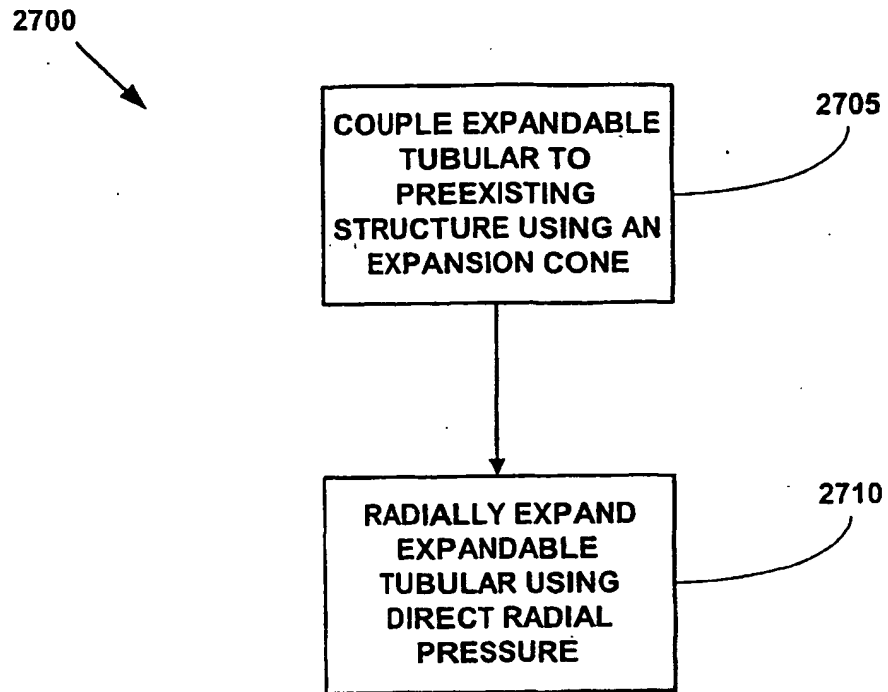 2700
2705
COUPLE EXPANDABLE
TUBULAR TO
PREEXISTING
STRUCTURE USING AN
EXPANSION CONE
2710
RADIALLY EXPAND
EXPANDABLE
TUBULAR USING
DIRECT RADIAL
PRESSURE